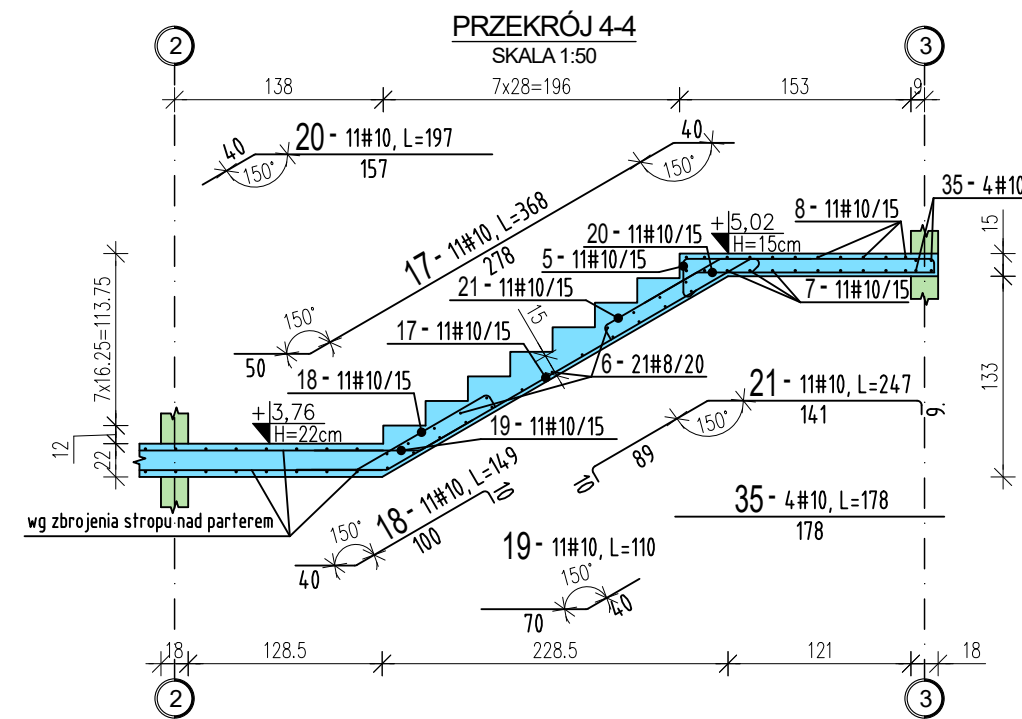 PRZEKRÓJ 4-4
SKALA 1:50
2
3
138
7x28=196
153
9
20 - 11#10, L=197
157
40
150°
40
150°
17 - 11#10, L=368
278
150°
50
35 - 4#10
8 - 11#10/15
+5,02
H=15cm
20 - 11#10/15
5 - 11#10/15
21 - 11#10/15
7 - 11#10/15
15
133
17 - 11#10/15
15
6 - 21#8/20
18 - 11#10/15
7x16.25=113.75
12
22
+3,76
H=22cm
19 - 11#10/15
wg zbrojenia stropu nad parterem
21 - 11#10, L=247
141
9.
150°
89
10
18 - 11#10, L=149
10
100
150°
40
35 - 4#10, L=178
178
19 - 11#10, L=110
150°
70
40
18
128.5
228.5
121
18
2
3